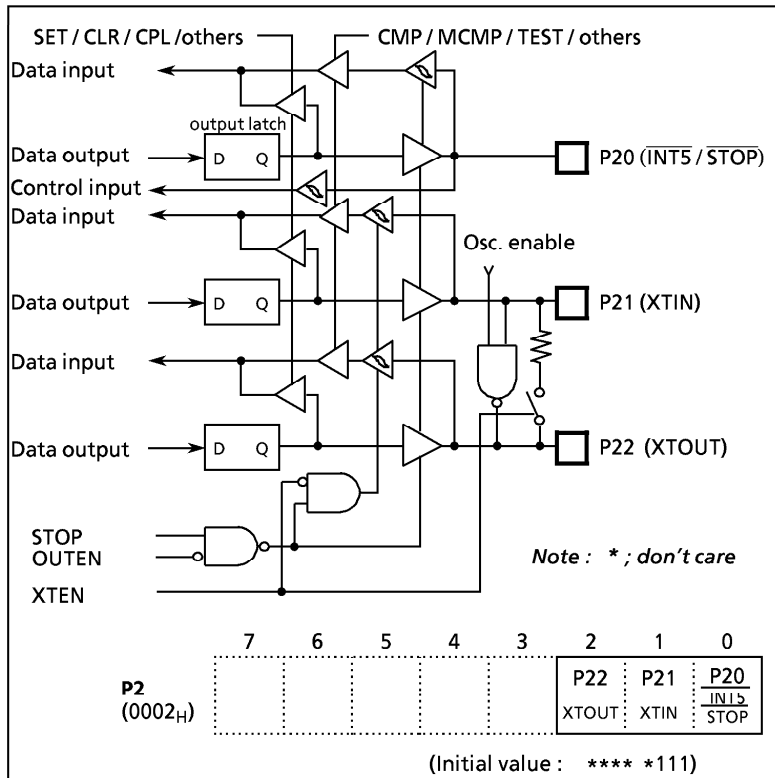 SET / CLR / CPL /others
CMP / MCMP / TEST / others
Data input
output latch
Data output
D Q
P20 (INT5 / STOP)
Control input
Data input
Osc. enable
Data output
D Q
P21 (XTIN)
Data input
Data output
D Q
P22 (XTOUT)
STOP
OUTEN
XTEN
Note : * ; don't care
7 6 5 4 3 2 1 0
P2
(0002H)
P22 P21 P20
XTOUT XTIN INT5
STOP
(Initial value : **** *111)